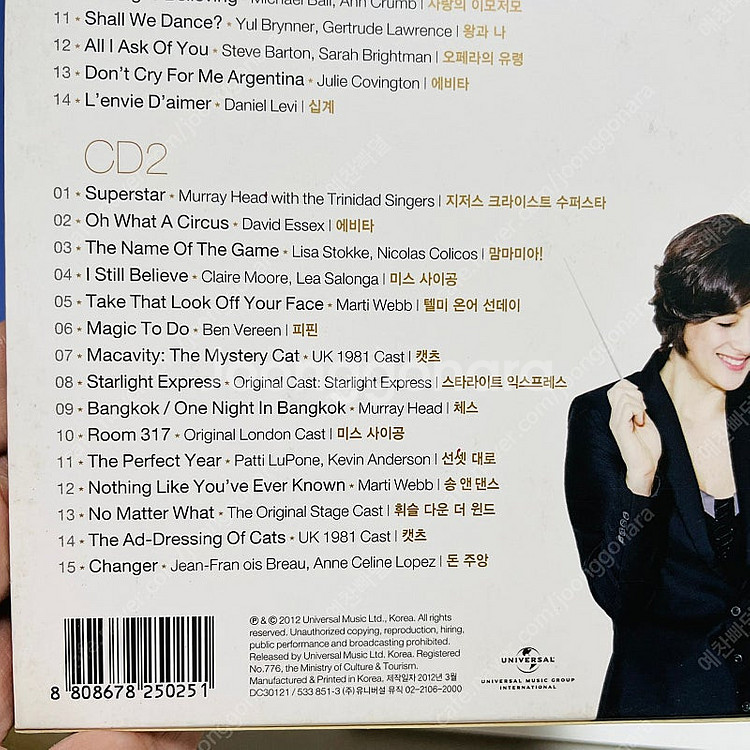 Michael Ball, Ann Crumb | 사랑의 이모저모
11 ★ Shall We Dance? ★ Yul Brynner, Gertrude Lawrence | 왕과 나
12 ★ All I Ask Of You ★ Steve Barton, Sarah Brightman | 오페라의 유령
13 ★ Don't Cry For Me Argentina ★ Julie Covington | 에비타
14 ★ L'envie D'aimer ★ Daniel Levi | 십계
CD2
01 ★ Superstar ★ Murray Head with the Trinidad Singers | 지저스 크라이스트 수퍼스타
02 ★ Oh What A Circus ★ David Essex | 에비타
03 ★ The Name Of The Game ★ Lisa Stokke, Nicolas Colicos | 맘마미아!
04 ★ I Still Believe ★ Claire Moore, Lea Salonga | 미스 사이공
05 ★ Take That Look Off Your Face ★ Marti Webb | 텔미 온어 선데이
06 ★ Magic To Do ★ Ben Vereen | 피핀
07 ★ Macavity: The Mystery Cat ★ UK 1981 Cast | 캣츠
08 ★ Starlight Express ★ Original Cast: Starlight Express | 스타라이트 익스프레스
09 ★ Bangkok / One Night In Bangkok ★ Murray Head | 체스
10 ★ Room 317 ★ Original London Cast | 미스 사이공
11 ★ The Perfect Year ★ Patti LuPone, Kevin Anderson | 선셋 대로
12 ★ Nothing Like You've Ever Known ★ Marti Webb | 송 앤 댄스
13 ★ No Matter What ★ The Original Stage Cast | 휘슬 다운 더 윈드
14 ★ The Ad-Dressing Of Cats ★ UK 1981 Cast | 캣츠
15 ★ Changer ★ Jean-Fran ois Breau, Anne Celine Lopez | 돈 주앙
8 808678 250251
℗ & © 2012 Universal Music Ltd., Korea. All rights
reserved. Unauthorized copying, reproduction, hiring,
public performance and broadcasting prohibited.
Released by Universal Music Ltd. Korea. Registered
No.776, the Ministry of Culture & Tourism.
Manufactured & Printed in Korea. 제작일자 2012년 3월
DC30121 / 533 851-3 (주)유니버설 뮤직 02-2106-2000
UNIVERSAL
UNIVERSAL MUSIC GROUP
INTERNATIONAL
joonggonara